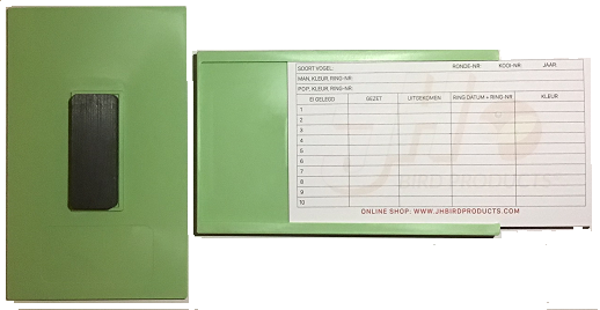 SOORT VOGEL: RONDE-NR: KOOI-NR: JAAR:
MAN, KLEUR, RING-NR:
POP, KLEUR, RING-NR:
EI GELEGD GEZET UITGEKOMEN RING DATUM + RING-NR KLEUR
1
2
3
4
5
6
7
8
9
10
JHB
BIRD PRODUCTS
ONLINE SHOP: WWW.JHBIRDPRODUCTS.COM